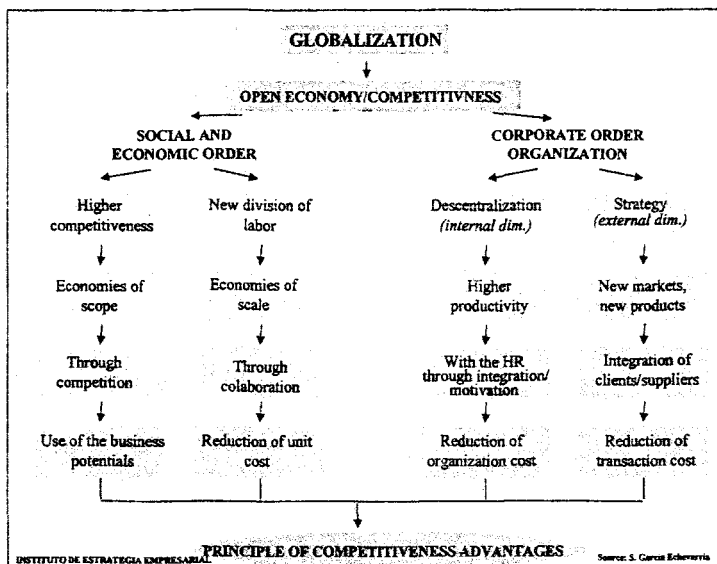 GLOBALIZATION
OPEN ECONOMY/COMPETITIVNESS
SOCIAL AND
ECONOMIC ORDER
CORPORATE ORDER
ORGANIZATION
Higher
competitiveness
New division of
labor
Descentralization
(internal dim.)
Strategy
(external dim.)
Economies of
scope
Economies of
scale
Higher
productivity
New markets,
new products
Through
competition
Through
colaboration
With the HR
through integration/
motivation
Integration of
clients/suppliers
Use of the business
potentials
Reduction of unit
cost
Reduction of
organization cost
Reduction of
transaction cost
PRINCIPLE OF COMPETITIVENESS ADVANTAGES
INSTITUTO DE ESTRATEGIA EMPRESARIAL
Source: S. García Echevarría